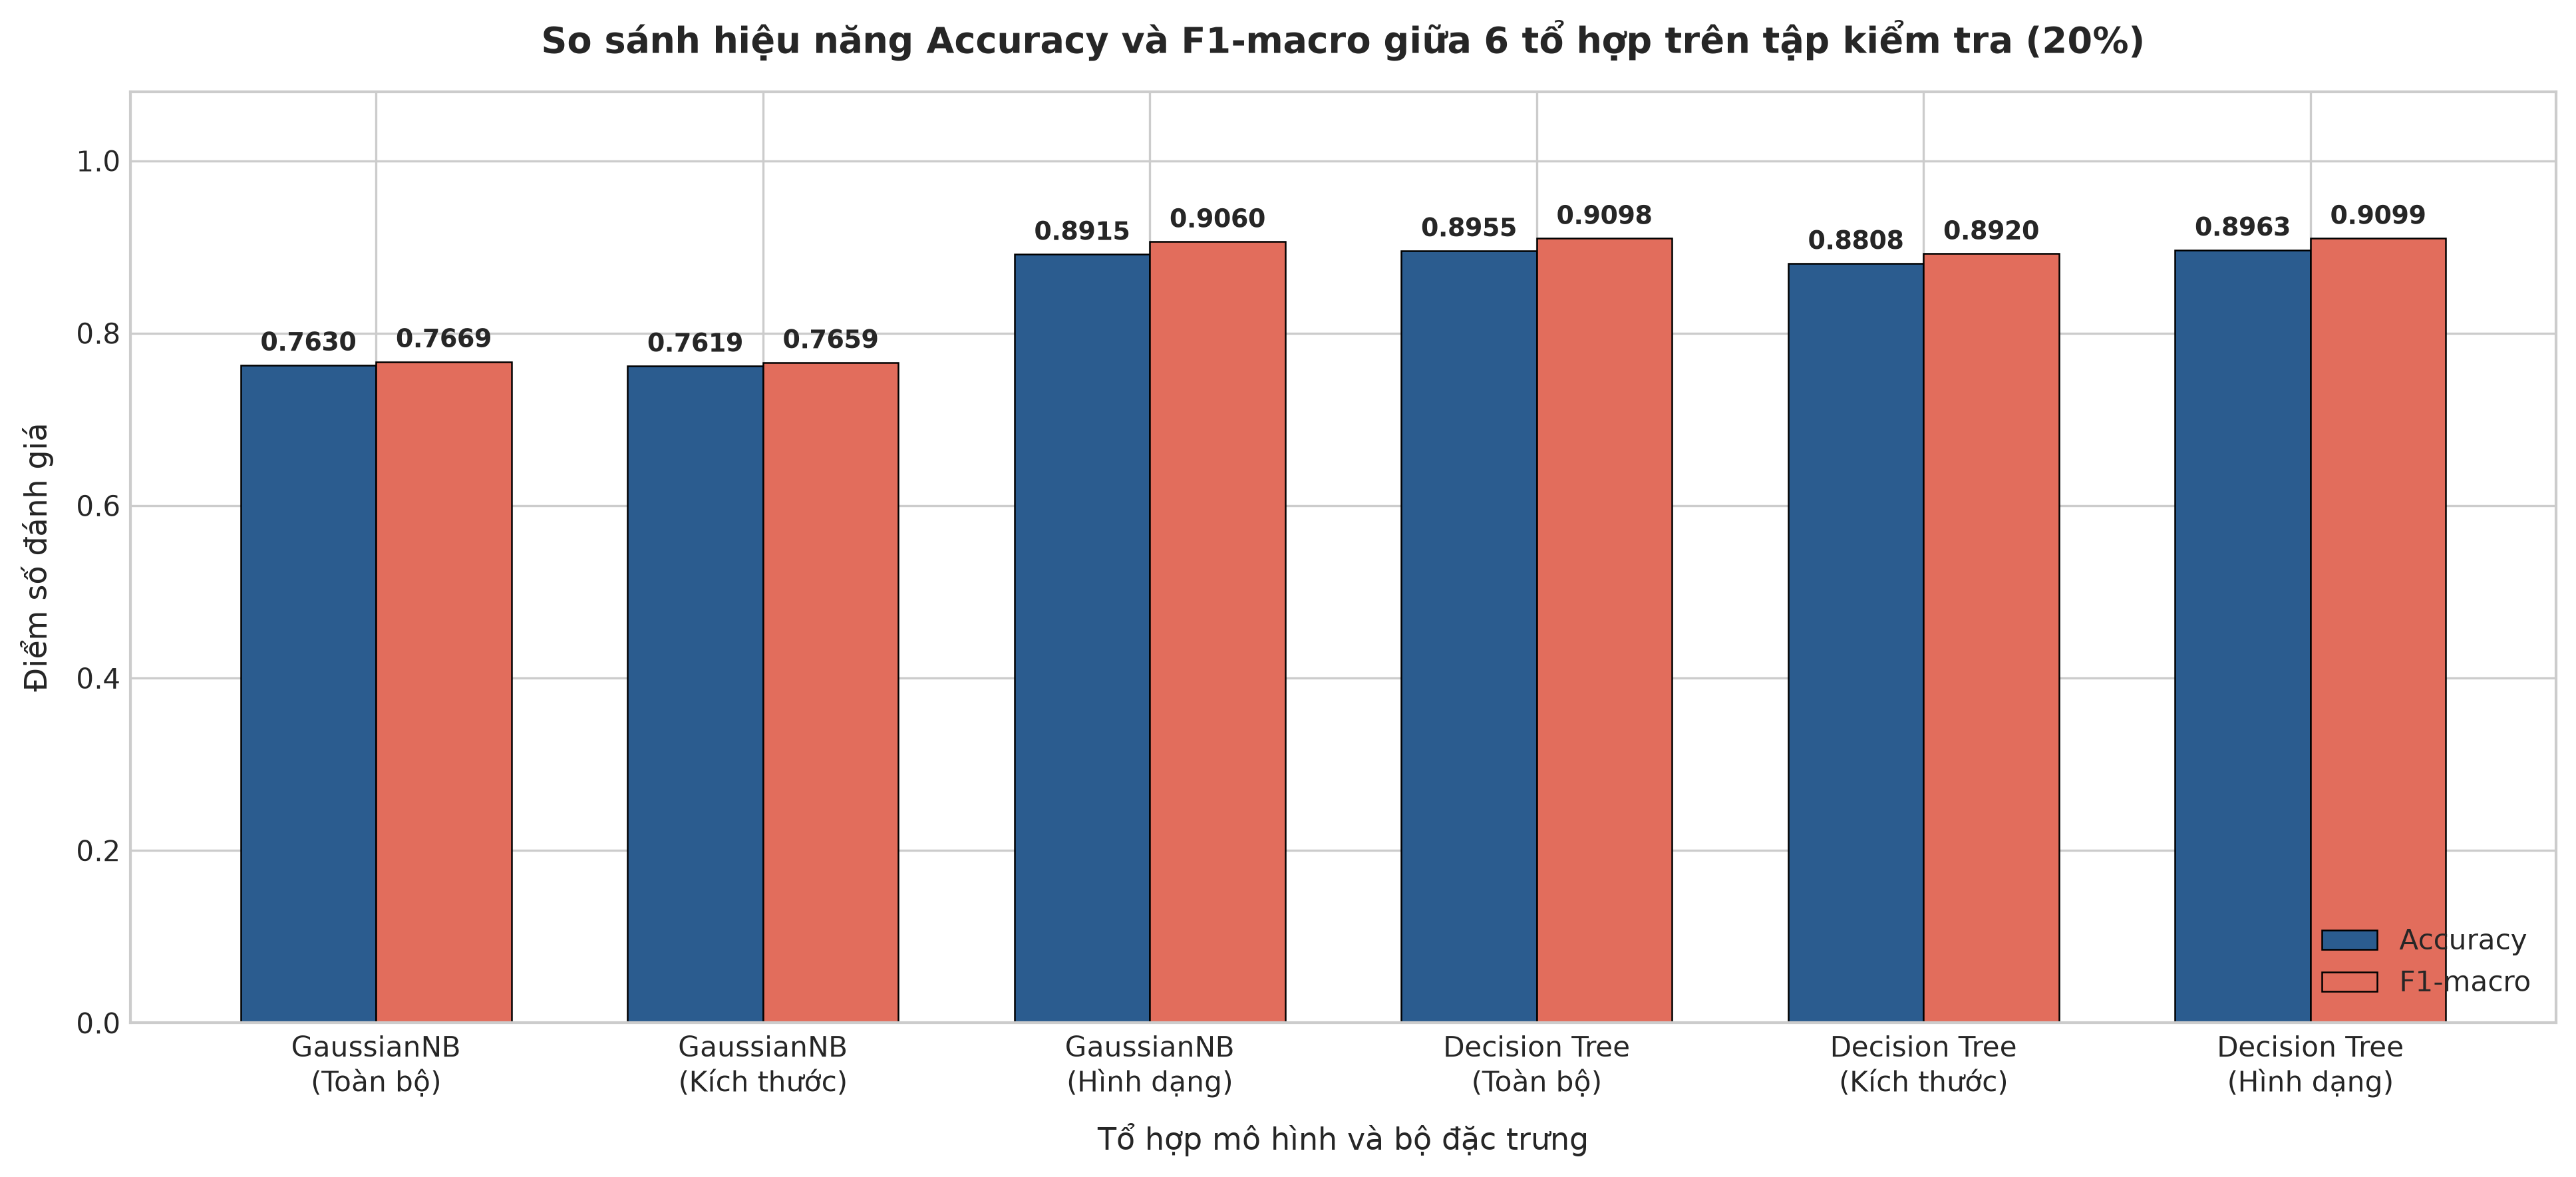 So sánh hiệu năng Accuracy và F1-macro giữa 6 tổ hợp trên tập kiểm tra (20%)
Điểm số đánh giá
1.0
0.8
0.6
0.4
0.2
0.0
0.7630
0.7669
0.7619
0.7659
0.8915
0.9060
0.8955
0.9098
0.8808
0.8920
0.8963
0.9099
Accuracy
F1-macro
GaussianNB
(Toàn bộ)
GaussianNB
(Kích thước)
GaussianNB
(Hình dạng)
Decision Tree
(Toàn bộ)
Decision Tree
(Kích thước)
Decision Tree
(Hình dạng)
Tổ hợp mô hình và bộ đặc trưng